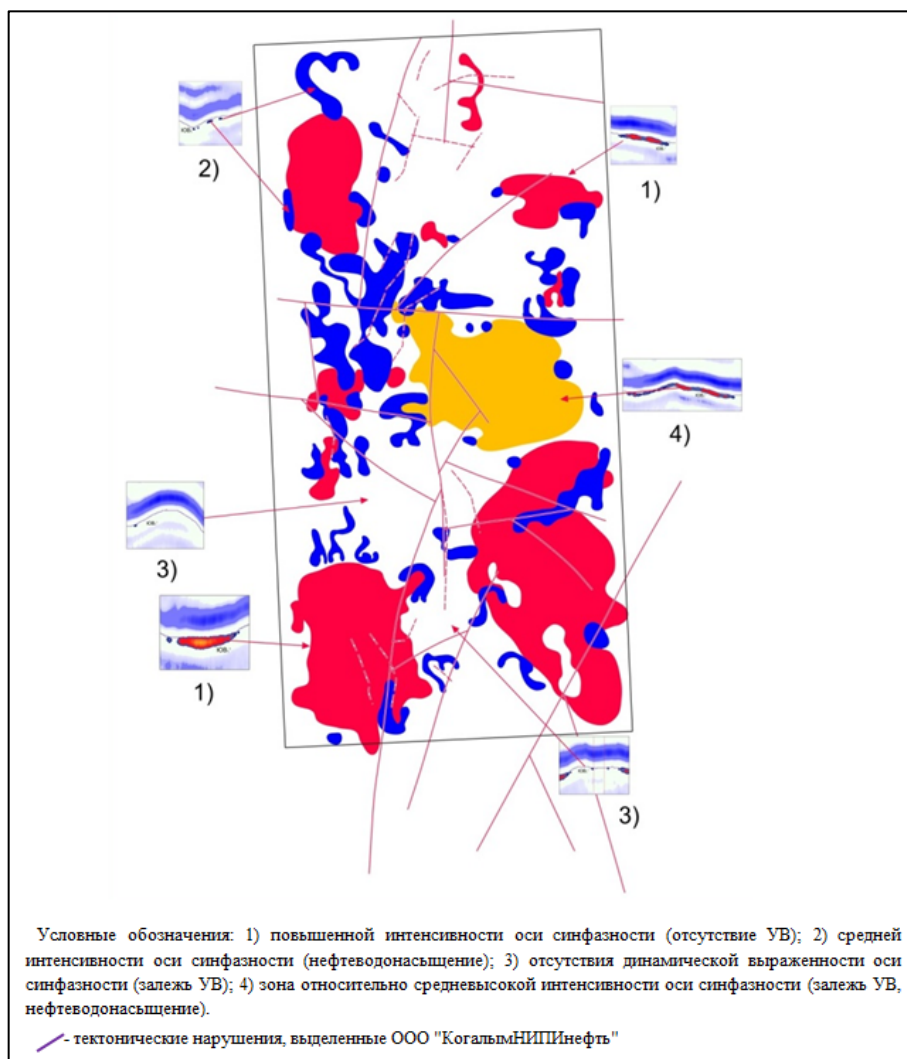 2)
1)
4)
3)
1)
3)
Условные обозначения: 1) повышенной интенсивности оси синфазности (отсутствие УВ); 2) средней
интенсивности оси синфазности (нефтеводонасыщение); 3) отсутствия динамической выраженности оси
синфазности (залежь УВ); 4) зона относительно средневысокой интенсивности оси синфазности (залежь УВ,
нефтеводонасыщение).
- тектонические нарушения, выделенные ООО "КогалымНИПИнефть"